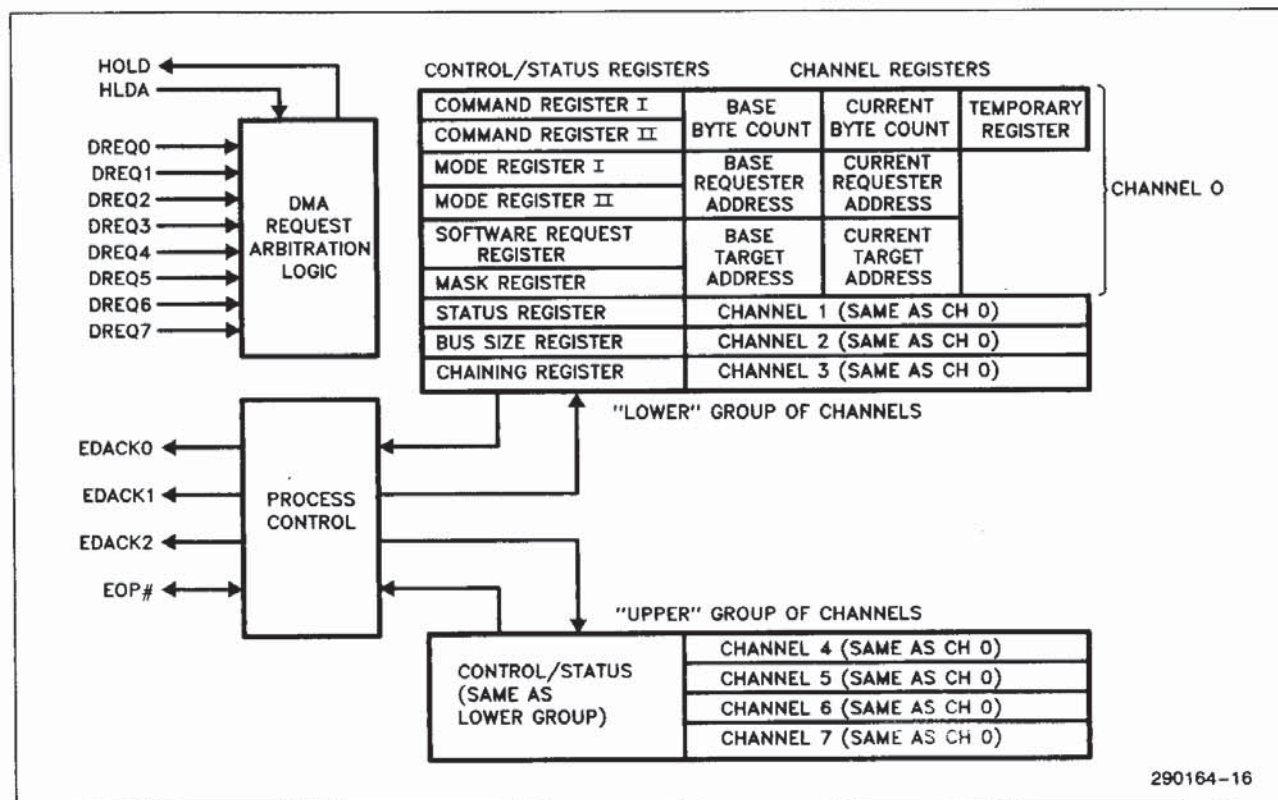 HOLD
HLDA
DREQ0
DREQ1
DREQ2
DREQ3
DREQ4
DREQ5
DREQ6
DREQ7
DMA
REQUEST
ARBITRATION
LOGIC
CONTROL/STATUS REGISTERS
CHANNEL REGISTERS
COMMAND REGISTER I
COMMAND REGISTER II
MODE REGISTER I
MODE REGISTER II
SOFTWARE REQUEST
REGISTER
MASK REGISTER
STATUS REGISTER
BUS SIZE REGISTER
CHAINING REGISTER
BASE
BYTE COUNT
CURRENT
BYTE COUNT
TEMPORARY
REGISTER
BASE
REQUESTER
ADDRESS
CURRENT
REQUESTER
ADDRESS
BASE
TARGET
ADDRESS
CURRENT
TARGET
ADDRESS
CHANNEL 0
CHANNEL 1 (SAME AS CH 0)
CHANNEL 2 (SAME AS CH 0)
CHANNEL 3 (SAME AS CH 0)
"LOWER" GROUP OF CHANNELS
EDACK0
EDACK1
EDACK2
EOP#
PROCESS
CONTROL
"UPPER" GROUP OF CHANNELS
CONTROL/STATUS
(SAME AS
LOWER GROUP)
CHANNEL 4 (SAME AS CH 0)
CHANNEL 5 (SAME AS CH 0)
CHANNEL 6 (SAME AS CH 0)
CHANNEL 7 (SAME AS CH 0)
290164-16